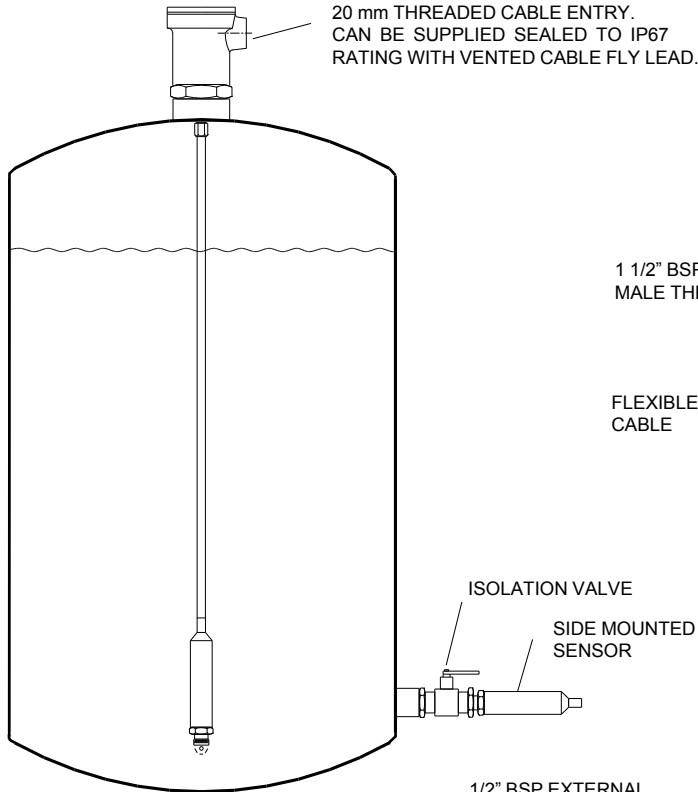 20 mm THREADED CABLE ENTRY.
CAN BE SUPPLIED SEALED TO IP67
RATING WITH VENTED CABLE FLY LEAD.
1 1/2” BSP
MALE
FLEXIBLE
CABLE
ISOLATION VALVE
SIDE MOUNTED
SENSOR
1/2” BSP EXTERNAL